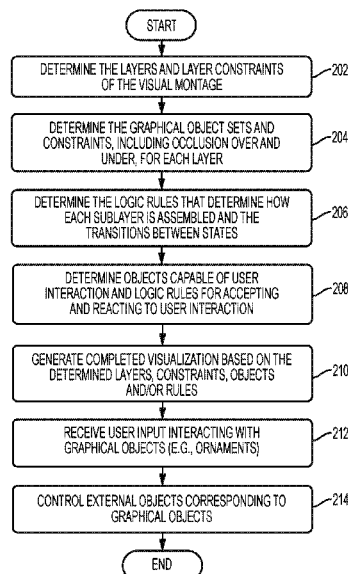 START
DETERMINE THE LAYERS AND LAYER CONSTRAINTS
OF THE VISUAL MONTAGE
202
DETERMINE THE GRAPHICAL OBJECT SETS AND
CONSTRAINTS, INCLUDING OCCLUSION OVER AND
UNDER, FOR EACH LAYER
204
DETERMINE THE LOGIC RULES THAT DETERMINE HOW
EACH SUBLAYER IS ASSEMBLED AND THE
TRANSITIONS BETWEEN STATES
206
DETERMINE OBJECTS CAPABLE OF USER
INTERACTION AND LOGIC RULES FOR ACCEPTING
AND REACTING TO USER INTERACTION
208
GENERATE COMPLETED VISUALIZATION BASED ON THE
DETERMINED LAYERS, CONSTRAINTS, OBJECTS
AND/OR RULES
210
RECEIVE USER INPUT INTERACTING WITH
GRAPHICAL OBJECTS (E.G., ORNAMENTS)
212
CONTROL EXTERNAL OBJECTS CORRESPONDING TO
GRAPHICAL OBJECTS
214
END